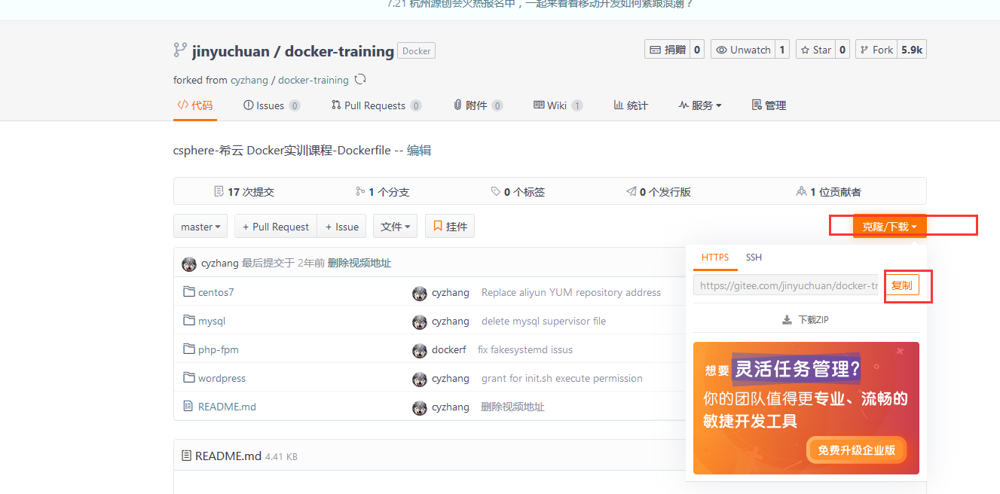 7.21 杭州源创会火热报名中，一起来看看移动开发如何紧跟浪潮？
jinyuchuan / docker-training Docker
捐赠 0 Unwatch 1 Star 0 Fork 5.9k
forked from cyzhang / docker-training
代码 Issues 0 Pull Requests 0 附件 0 Wiki 1 统计 服务 管理
csphere-希云 Docker实训课程-Dockerfile -- 编辑
17 次提交 1 个分支 0 个标签 0 个发行版 1 位贡献者
master + Pull Request + Issue 文件 挂件 克隆/下载
cyzhang 最后提交于 2年前 删除视频地址
centos7 cyzhang Replace aliyun YUM repository address
mysql cyzhang delete mysql supervisor file
php-fpm dockerf fix fakesystemd issus
wordpress cyzhang grant for init.sh execute permission
README.md cyzhang 删除视频地址
README.md 4.41 KB
HTTPS SSH
https://gitee.com/jinyuchuan/docker-tr 复制
下载ZIP
想要 灵活任务管理?
你的团队值得更专业、流畅的
敏捷开发工具
免费升级企业版